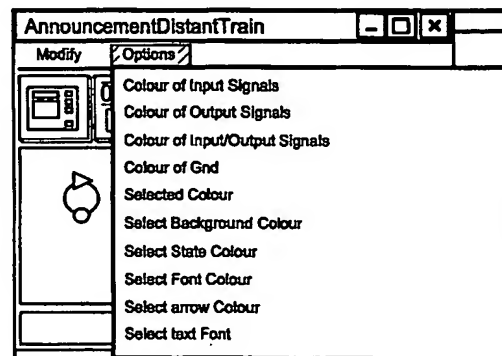 AnnouncementDistantTrain
Modify Options
Colour of Input Signals
Colour of Output Signals
Colour of Input/Output Signals
Colour of Gnd
Selected Colour
Select Background Colour
Select State Colour
Select Font Colour
Select arrow Colour
Select text Font